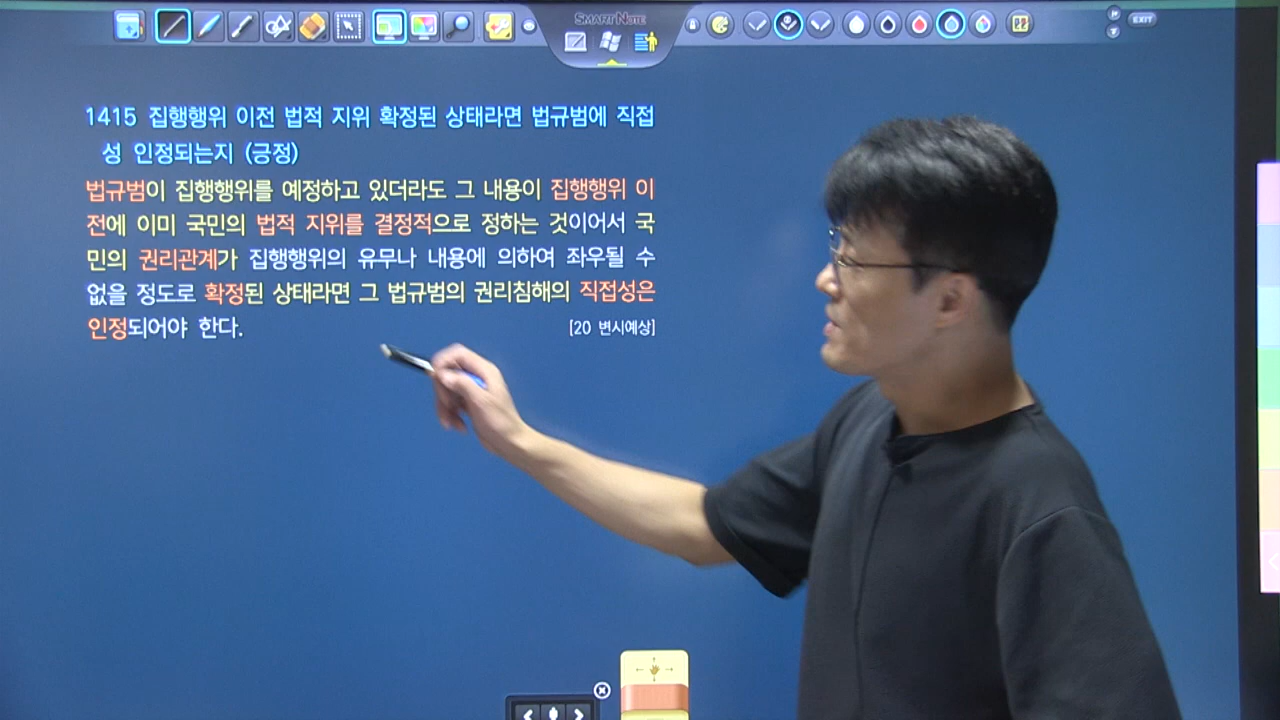 SMART NOTE
EXIT
1415 집행행위 이전 법적 지위 확정된 상태라면 법규범에 직접
성 인정되는지 (긍정)
법규범이 집행행위를 예정하고 있더라도 그 내용이 집행행위 이
전에 이미 국민의 법적 지위를 결정적으로 정하는 것이어서 국
민의 권리관계가 집행행위의 유무나 내용에 의하여 좌우될 수
없을 정도로 확정된 상태라면 그 법규범의 권리침해의 직접성은
인정되어야 한다.
[20 변시예상]